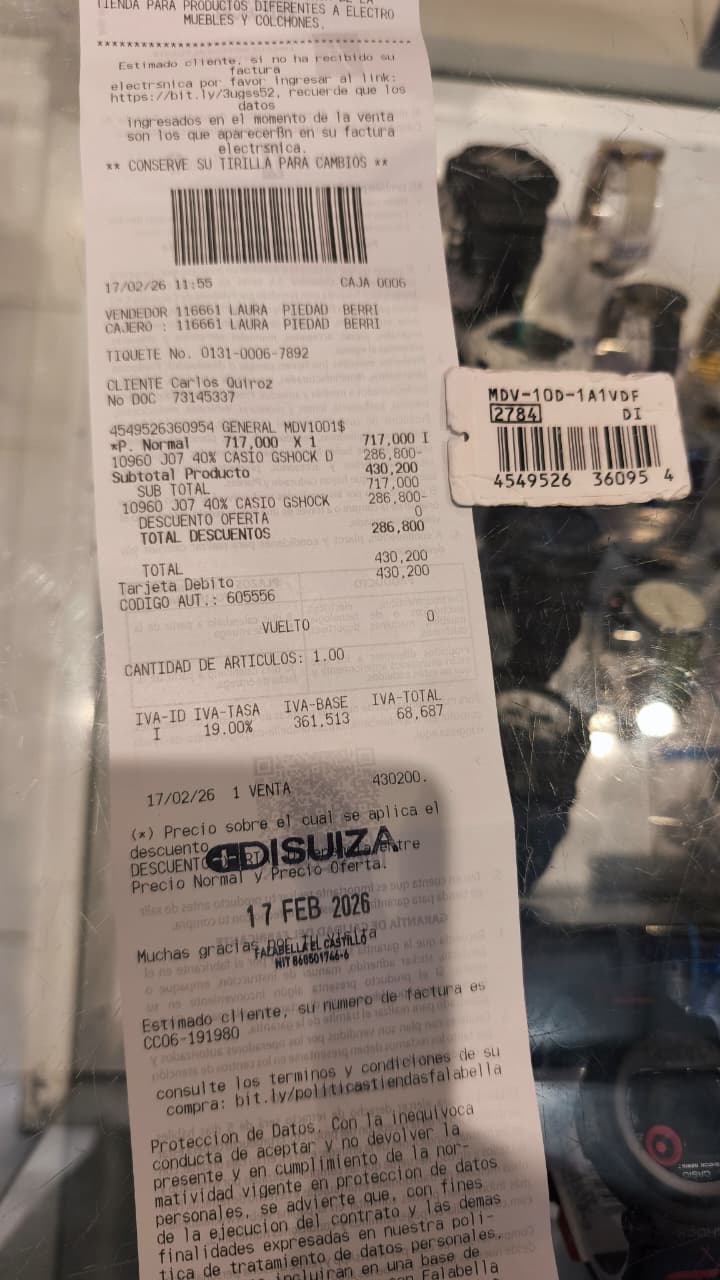 TIENDA PARA PRODUCTOS DIFERENTES A ELECTRO
MUEBLES Y COLCHONES.
******************************************
Estimado cliente, si no ha recibido su
factura
electrsnica por favor ingresar al link:
https://bit.ly/3ugss52, recuerde que los
datos
ingresados en el momento de la venta
son los que aparecerßn en su factura
electrsnica.
** CONSERVE SU TIRILLA PARA CAMBIOS **
17/02/26 11:55 CAJA 0006
VENDEDOR 116661 LAURA PIEDAD BERRI
CAJERO : 116661 LAURA PIEDAD BERRI
TIQUETE No. 0131-0006-7892
CLIENTE Carlos Quiroz
No DOC 73145337
4549526360954 GENERAL MDV10D1$
*P. Normal 717,000 X 1 717,000 I
10960 J07 40% CASIO GSHOCK D 286,800-
Subtotal Producto 430,200
SUB TOTAL 717,000
10960 J07 40% CASIO GSHOCK 286,800-
DESCUENTO OFERTA 0
TOTAL DESCUENTOS 286,800
TOTAL 430,200
Tarjeta Debito 430,200
CODIGO AUT.: 605556
VUELTO 0
CANTIDAD DE ARTICULOS: 1.00
IVA-ID IVA-TASA IVA-BASE IVA-TOTAL
I 19.00% 361,513 68,687
17/02/26 1 VENTA 430200.
(*) Precio sobre el cual se aplica el
descuento
DESCUENTO entre
Precio Normal y Precio Oferta.
DISUIZA
17 FEB 2026
Muchas gracias por
FALABELLA EL CASTILLO
NIT 860501766-6
Estimado cliente, su numero de factura es
CC06-191980
consulte los terminos y condiciones de su
compra: bit.ly/politicastiendasfalabella
Proteccion de Datos. Con la inequivoca
conducta de aceptar y no devolver la
presente y en cumplimiento de la nor-
matividad vigente en proteccion de datos
personales, se advierte que, con fines
de la ejecucion del contrato y las demas
finalidades expresadas en nuestra poli-
tica de tratamiento de datos personales,
incluiran en una base de
Falabella
MDV-10D-1A1VDF
2784 DI
4549526 36095 4
CASIO